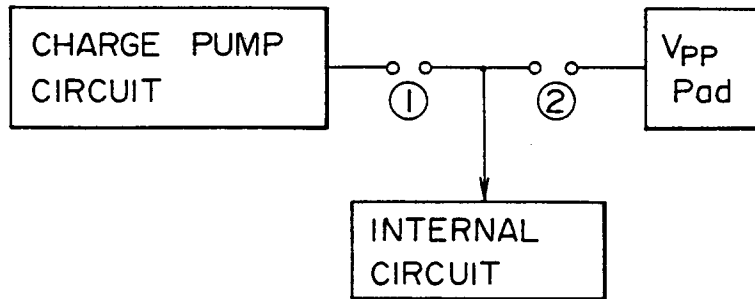 CHARGE PUMP
CIRCUIT
①
②
VPP
Pad
INTERNAL
CIRCUIT